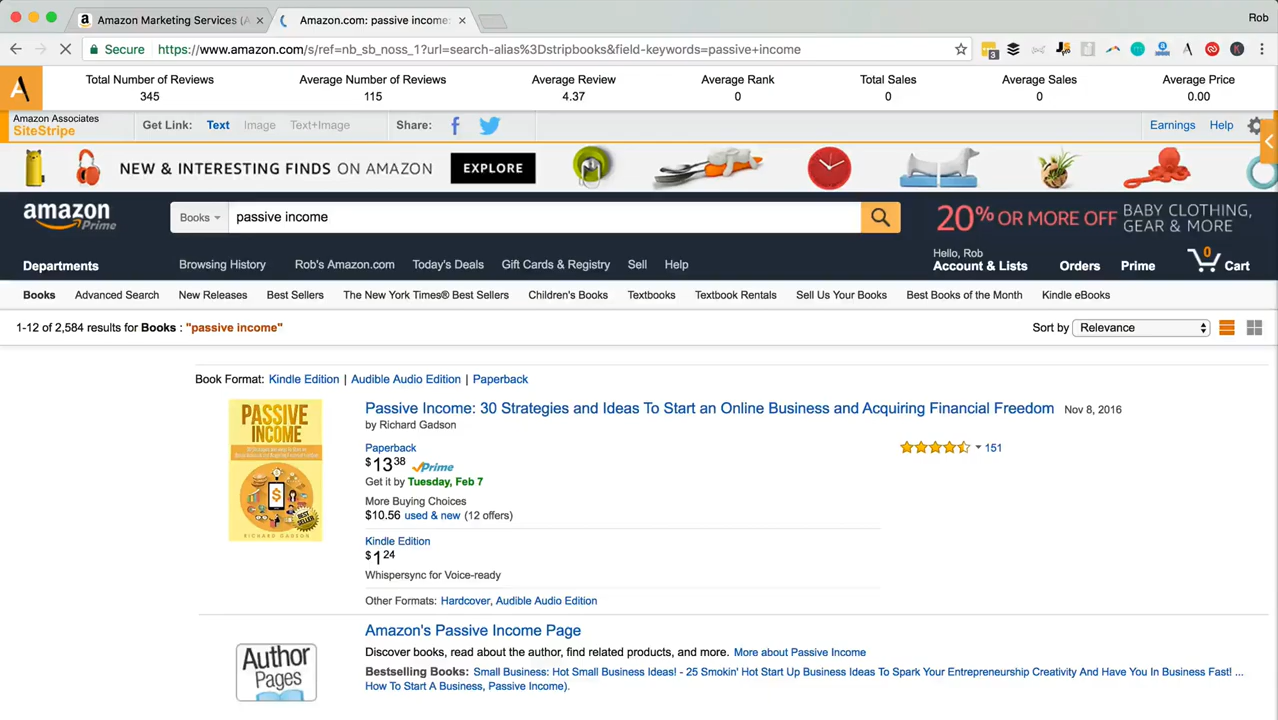 Amazon Marketing Services (A
Amazon.com: passive income:
Rob
Secure
https://www.amazon.com/s/ref=nb_sb_noss_1?url=search-alias%3Dstripbooks&field-keywords=passive+income
3
K
Total Number of Reviews
345
Average Number of Reviews
115
Average Review
4.37
Average Rank
0
Total Sales
0
Average Sales
0
Average Price
0.00
Amazon Associates
SiteStripe
Get Link: Text Image Text+Image
Share:
Earnings Help
NEW & INTERESTING FINDS ON AMAZON EXPLORE
amazon
Prime
Books
passive income
20% OR MORE OFF
BABY CLOTHING,
GEAR & MORE
Departments
Browsing History Rob's Amazon.com Today's Deals Gift Cards & Registry Sell Help
Hello, Rob
Account & Lists
Orders
Prime
0
Cart
Books Advanced Search New Releases Best Sellers The New York Times® Best Sellers Children's Books Textbooks Textbook Rentals Sell Us Your Books Best Books of the Month Kindle eBooks
1-12 of 2,584 results for Books : "passive income"
Sort by Relevance
Book Format: Kindle Edition | Audible Audio Edition | Paperback
PASSIVE
INCOME
BEST
SELLER
RICHARD GADSON
Passive Income: 30 Strategies and Ideas To Start an Online Business and Acquiring Financial Freedom Nov 8, 2016
by Richard Gadson
Paperback
$13 38 Prime
Get it by Tuesday, Feb 7
More Buying Choices
$10.56 used & new (12 offers)
151
Kindle Edition
$1 24
Whispersync for Voice-ready
Other Formats: Hardcover, Audible Audio Edition
Author
Pages
Amazon's Passive Income Page
Discover books, read about the author, find related products, and more. More about Passive Income
Bestselling Books: Small Business: Hot Small Business Ideas! - 25 Smokin' Hot Start Up Business Ideas To Spark Your Entrepreneurship Creativity And Have You In Business Fast! ...
How To Start A Business, Passive Income).